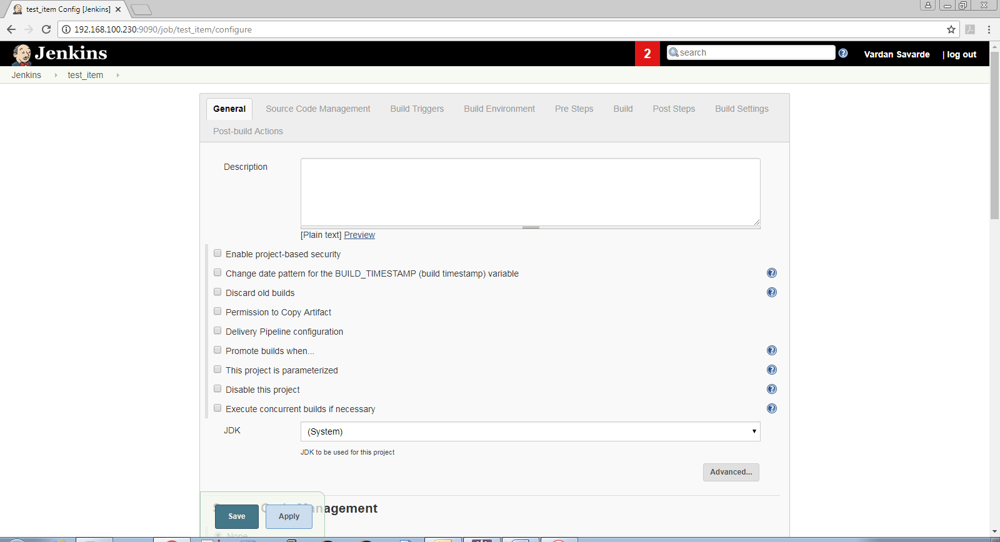 test_item Config [Jenkins]
192.168.100.230:9090/job/test_item/configure
Jenkins
2
search
Vardan Savarde
| log out
Jenkins
test_item
General
Source Code Management
Build Triggers
Build Environment
Pre Steps
Build
Post Steps
Build Settings
Post-build Actions
Description
[Plain text] Preview
Enable project-based security
Change date pattern for the BUILD_TIMESTAMP (build timestamp) variable
Discard old builds
Permission to Copy Artifact
Delivery Pipeline configuration
Promote builds when...
This project is parameterized
Disable this project
Execute concurrent builds if necessary
JDK
(System)
JDK to be used for this project
Advanced...
Source Code Management
Save
Apply
None